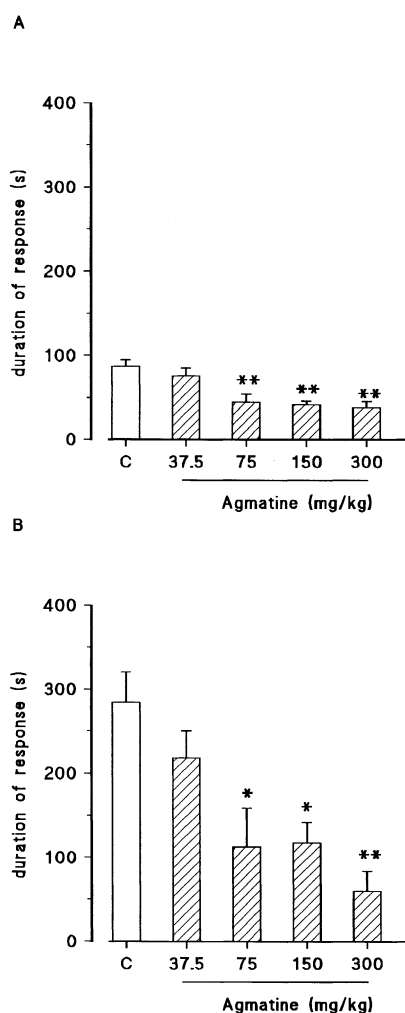 A
400
300
200
100
0
duration of response (s)
**
**
**
C 37.5 75 150 300
Agmatine (mg/kg)
B
400
300
200
100
0
duration of response (s)
*
*
**
C 37.5 75 150 300
Agmatine (mg/kg)